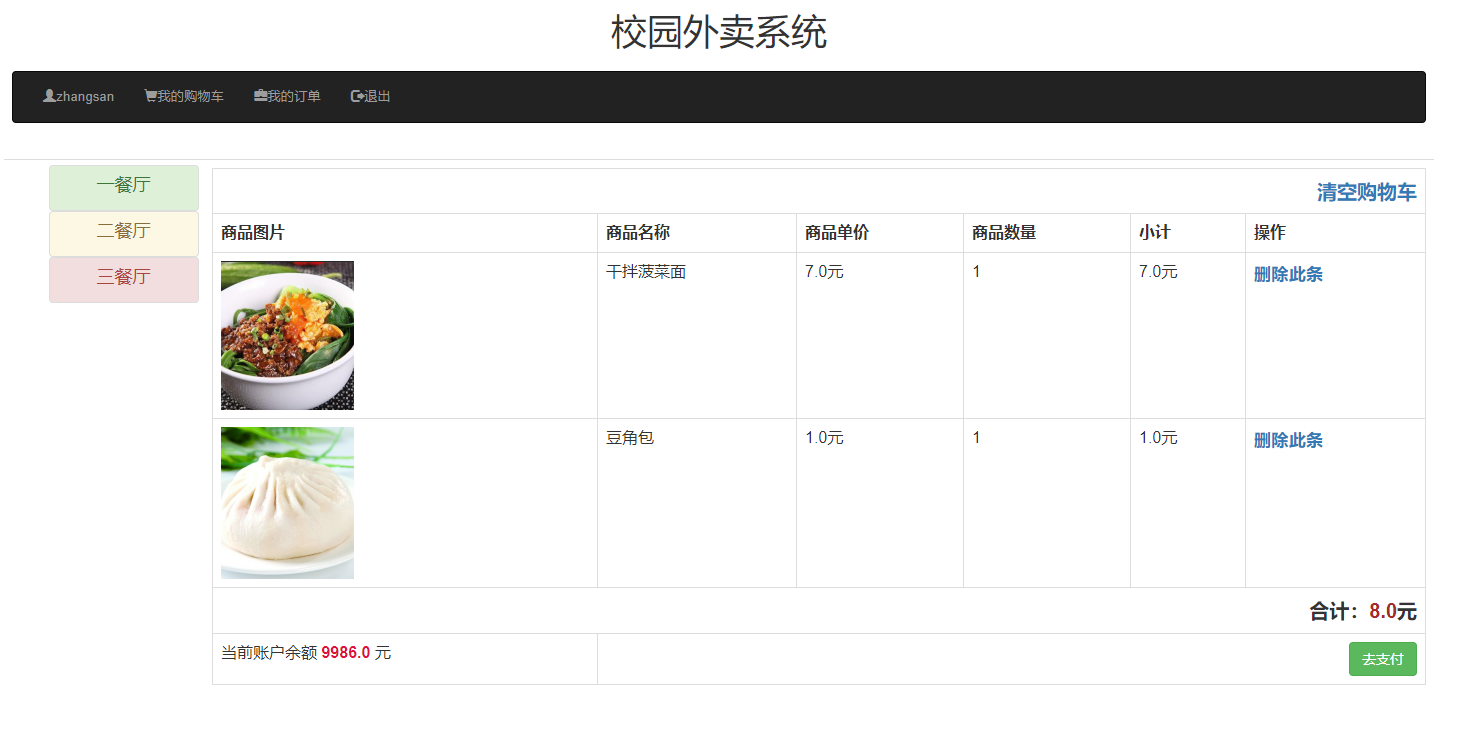 校园外卖系统
zhangsan 我的购物车 我的订单 退出
一餐厅
二餐厅
三餐厅
清空购物车
商品图片 商品名称 商品单价 商品数量 小计 操作
干拌菠菜面 7.0元 1 7.0元 删除此条
豆角包 1.0元 1 1.0元 删除此条
合计：8.0元
当前账户余额 9986.0 元 去支付